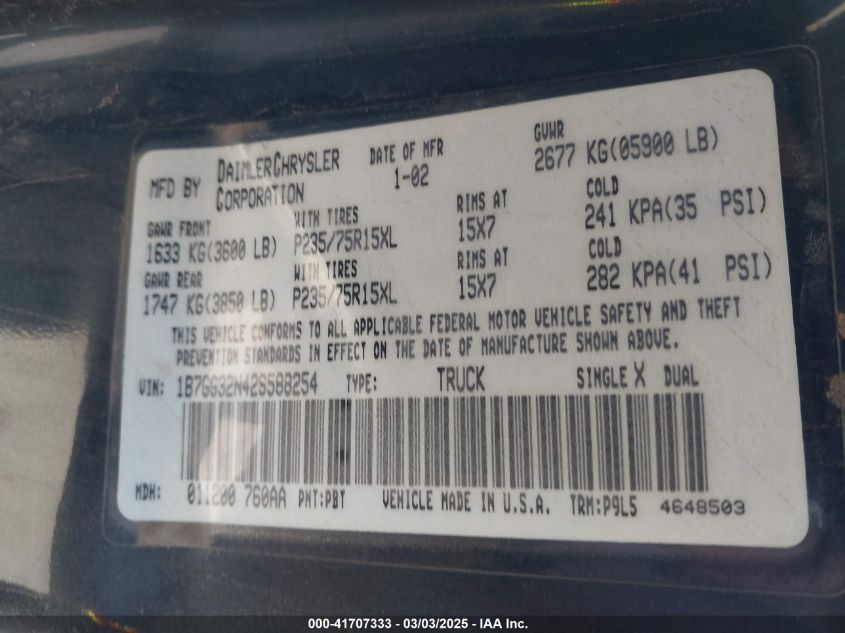 MFD BY DAIMLERCHRYSLER CORPORATION DATE OF MFR 1-02 GVWR 2677 KG(05900 LB)
GAWR FRONT WITH TIRES RIMS AT COLD
1633 KG(3600 LB) P235/75R15XL 15X7 241 KPA(35 PSI)
GAWR REAR WITH TIRES RIMS AT COLD
1747 KG(3850 LB) P235/75R15XL 15X7 282 KPA(41 PSI)
THIS VEHICLE CONFORMS TO ALL APPLICABLE FEDERAL MOTOR VEHICLE SAFETY AND THEFT
PREVENTION STANDARDS IN EFFECT ON THE DATE OF MANUFACTURE SHOWN ABOVE.
VIN: 1B7GG32N42S588254 TYPE: TRUCK SINGLE X DUAL
MDH: 011200 760AA PNT:PBT VEHICLE MADE IN U.S.A. TRM:P9L5 4648503
000-41707333 / 03/03/2025 - IAA Inc.